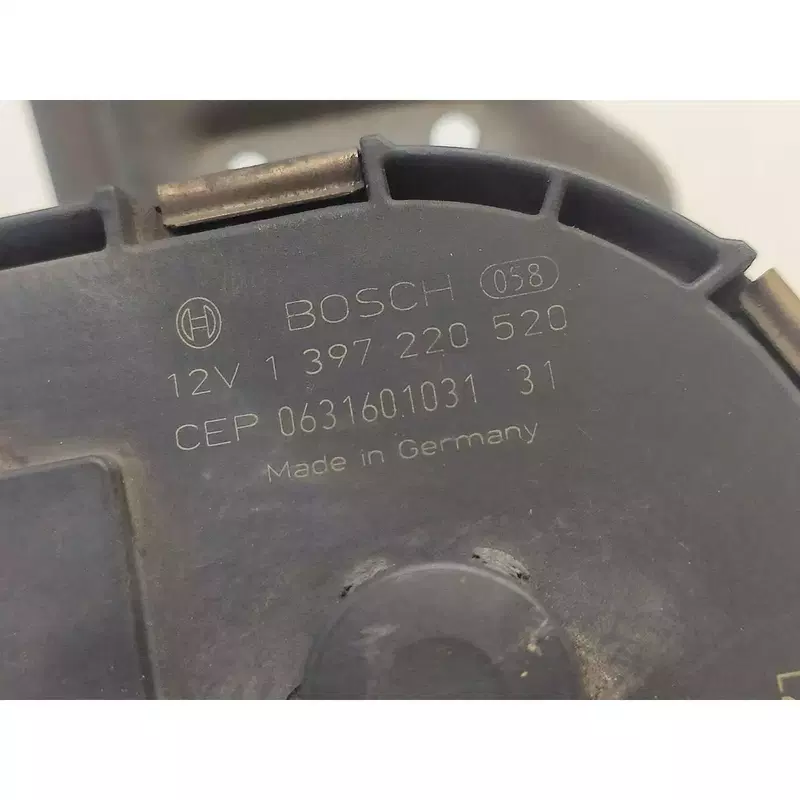 BOSCH 058
12V 1 397 220 520
CEP 0631601031 31
Made in Germany